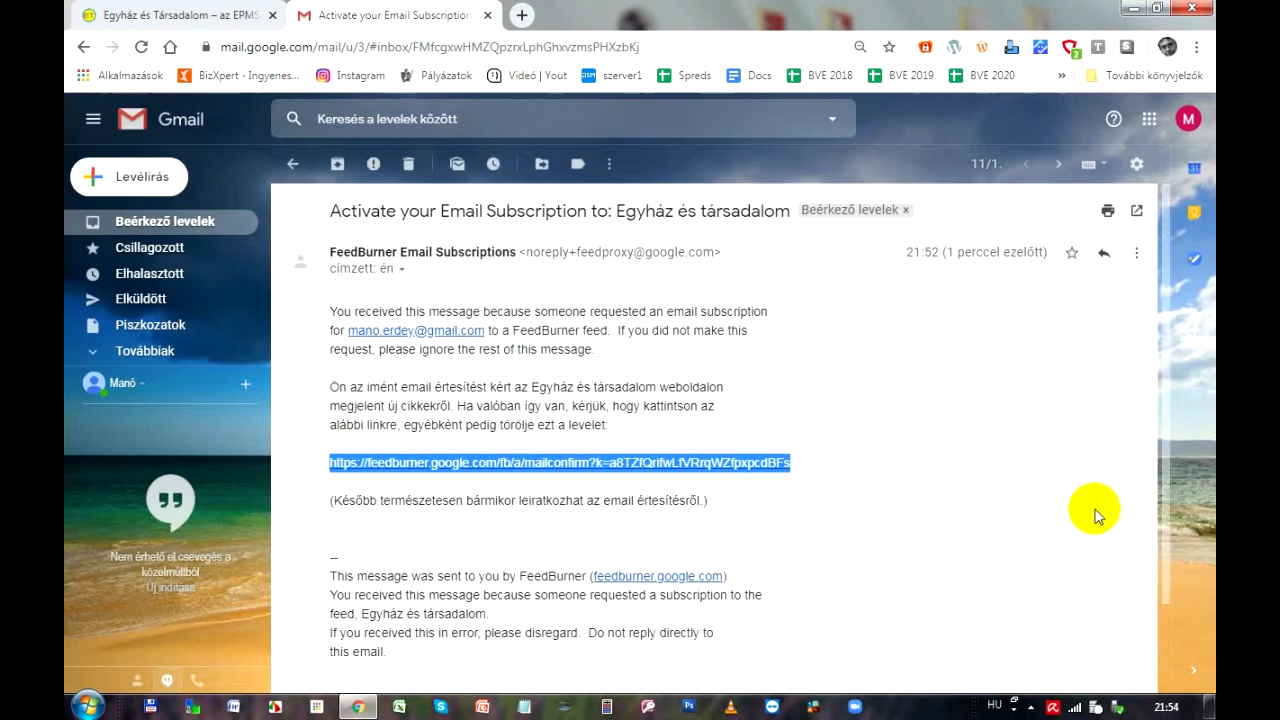 Egyház és Társadalom – az EPMS
Activate your Email Subscription
mail.google.com/mail/u/3/#inbox/FMfcgxwHMZQpzrxLphGhxvzmsPHXzbKj
Alkalmazások
BizXpert - Ingyenes...
Instagram
Pályázatok
Videó | Yout
szerver1
Spreds
Docs
BVE 2018
BVE 2019
BVE 2020
»
További könyvjelzők
Gmail
Keresés a levelek között
M
Levélírás
11/1.
Beérkező levelek
Csillagozott
Elhalasztott
Elküldött
Piszkozatok
Továbbiak
Manó
Nem érhető el csevegés a
közelmúltból
Új indítása
Activate your Email Subscription to: Egyház és társadalom
Beérkező levelek ×
FeedBurner Email Subscriptions <noreply+feedproxy@google.com>
21:52 (1 perccel ezelőtt)
címzett: én
You received this message because someone requested an email subscription
for mano.erdey@gmail.com to a FeedBurner feed. If you did not make this
request, please ignore the rest of this message.
Ön az imént email értesítést kért az Egyház és társadalom weboldalon
megjelent új cikkekről. Ha valóban így van, kérjük, hogy kattintson az
alábbi linkre, egyébként pedig törölje ezt a levelet:
https://feedburner.google.com/fb/a/mailconfirm?k=a8TZfQrifwLfVRrqWZfpxpcdBFs
(Később természetesen bármikor leiratkozhat az email értesítésről.)
--
This message was sent to you by FeedBurner (feedburner.google.com)
You received this message because someone requested a subscription to the
feed, Egyház és társadalom.
If you received this in error, please disregard. Do not reply directly to
this email.
HU
21:54